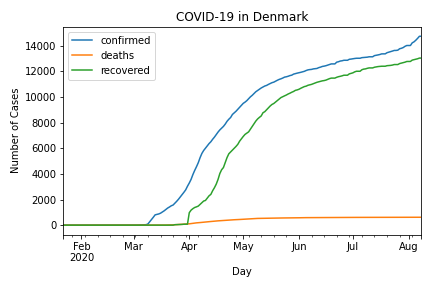 COVID-19 in Denmark
confirmed
deaths
recovered
Number of Cases
14000
12000
10000
8000
6000
4000
2000
0
Feb Mar Apr May Jun Jul Aug
2020
Day